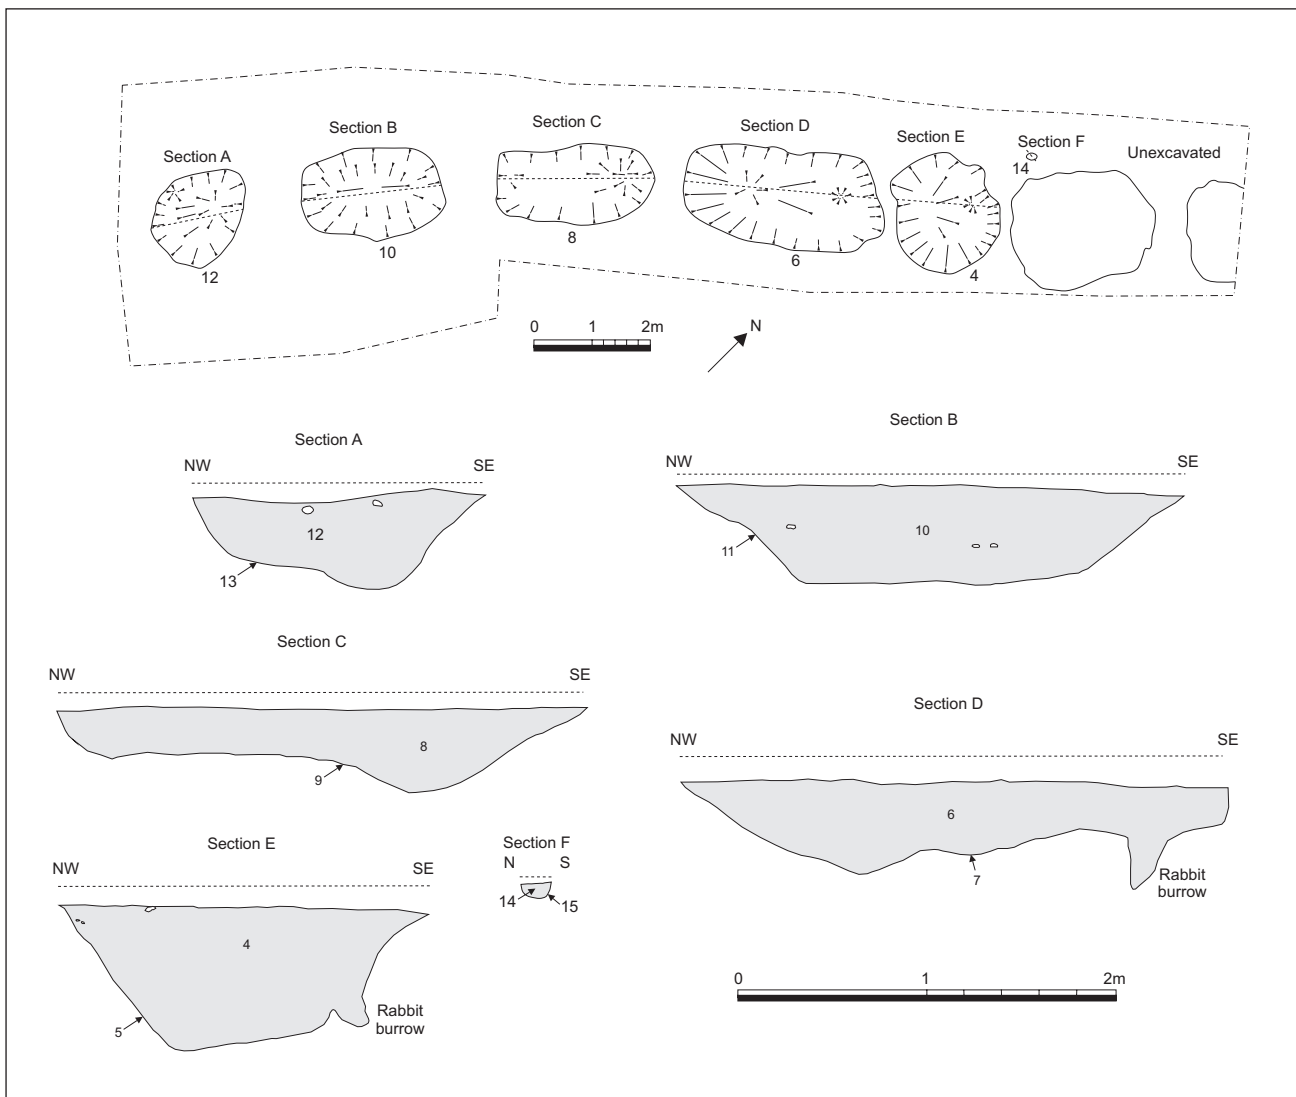 Section A
Section B
Section C
Section D
Section E
Section F
Unexcavated
12
10
8
6
4
14
0 1 2m
N
Section A
NW SE
12
13
Section B
NW SE
10
11
Section C
NW SE
8
9
Section D
NW SE
6
7
Rabbit
burrow
Section E
NW SE
4
5
Rabbit
burrow
Section F
N S
14
15
0 1 2m